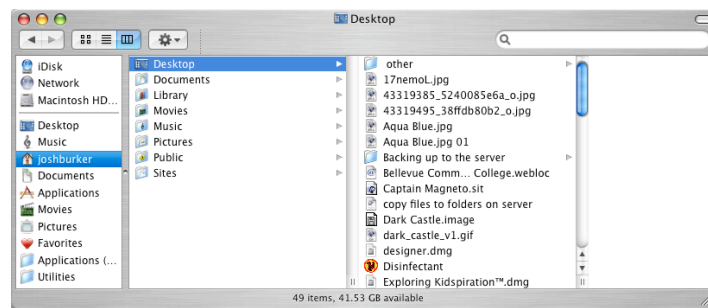 Desktop
iDisk
Network
Macintosh HD...
Desktop
Music
joshburker
Documents
Applications
Movies
Pictures
Favorites
Applications (...
Utilities
Desktop
Documents
Library
Movies
Music
Pictures
Public
Sites
other
17nemoL.jpg
43319385_5240085e6a_o.jpg
43319495_38ffdb80b2_o.jpg
Aqua Blue.jpg
Aqua Blue.jpg 01
Backing up to the server
Bellevue Comm... College.webloc
Captain Magneto.sit
copy files to folders on server
Dark Castle.image
dark_castle_v1.gif
designer.dmg
Disinfectant
Exploring Kidspiration™.dmg
49 items, 41.53 GB available